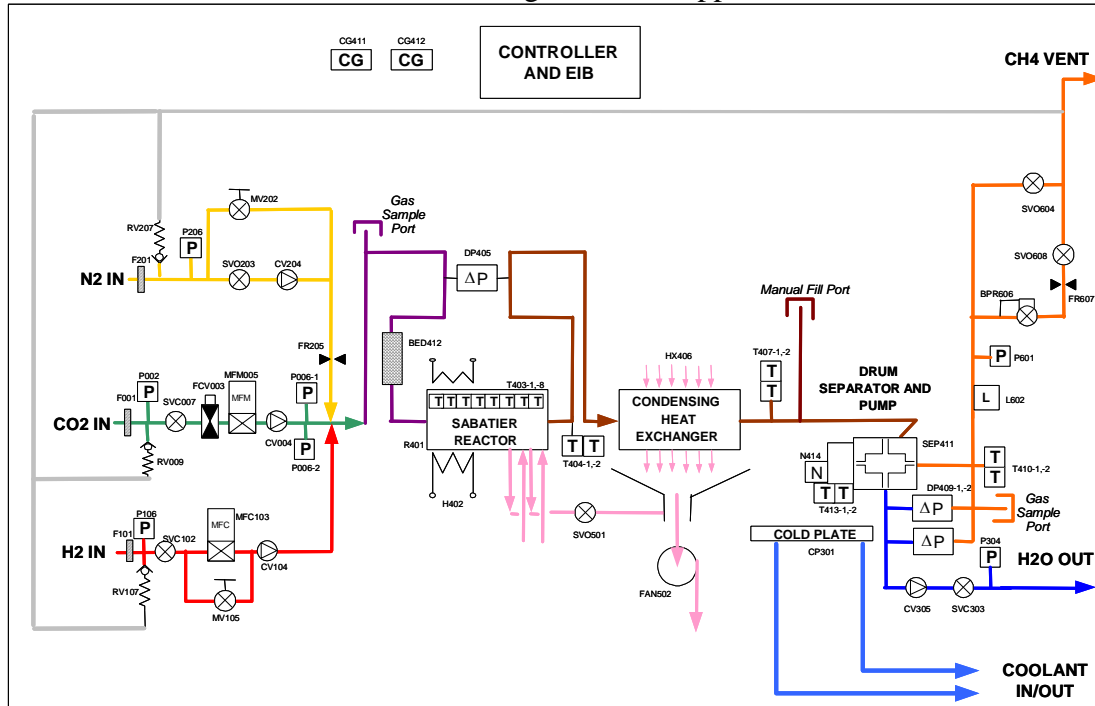 CG411 CG412
CG CG
CONTROLLER
AND EIB
CH4 VENT
MV202
Gas
Sample
Port
RV207
P206
P
F201
N2 IN
SVO203
CV204
DP405
ΔP
SVO604
SVO608
BPR606
FR607
Manual Fill Port
FR205
BED412
HX406
P
P601
L
L602
T407-1,-2
T
T
DRUM
SEPARATOR AND
PUMP
P002
P
FCV003
MFM005
MFM
P006-1
P
F001
SVC007
CO2 IN
CV004
P
P006-2
RV009
T403-1,-8
T T T T T T T T
SABATIER
REACTOR
R401
H402
T T
T404-1,-2
CONDENSING
HEAT
EXCHANGER
SEP411
N414
N
T T
T413-1,-2
T
T
T410-1,-2
DP409-1,-2
ΔP
ΔP
Gas
Sample
Port
P106
P
F101
MFC103
MFC
H2 IN
SVC102
CV104
RV107
MV105
SVO501
FAN502
COLD PLATE
CP301
P304
P
H2O OUT
CV305
SVC303
COOLANT
IN/OUT